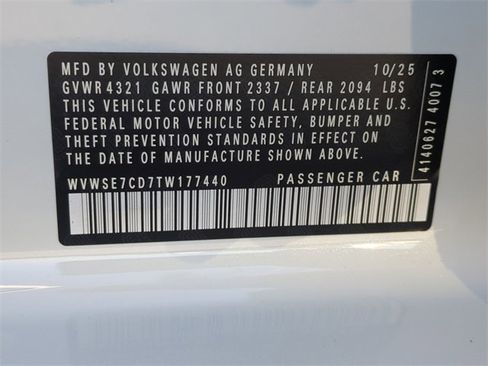 MFD BY VOLKSWAGEN AG GERMANY 10/25
GVWR 4321 GAWR FRONT 2337 / REAR 2094 LBS
THIS VEHICLE CONFORMS TO ALL APPLICABLE U.S.
FEDERAL MOTOR VEHICLE SAFETY, BUMPER AND
THEFT PREVENTION STANDARDS IN EFFECT ON
THE DATE OF MANUFACTURE SHOWN ABOVE.
WVWSE7CD7TW177440 PASSENGER CAR
4140627 4007 3